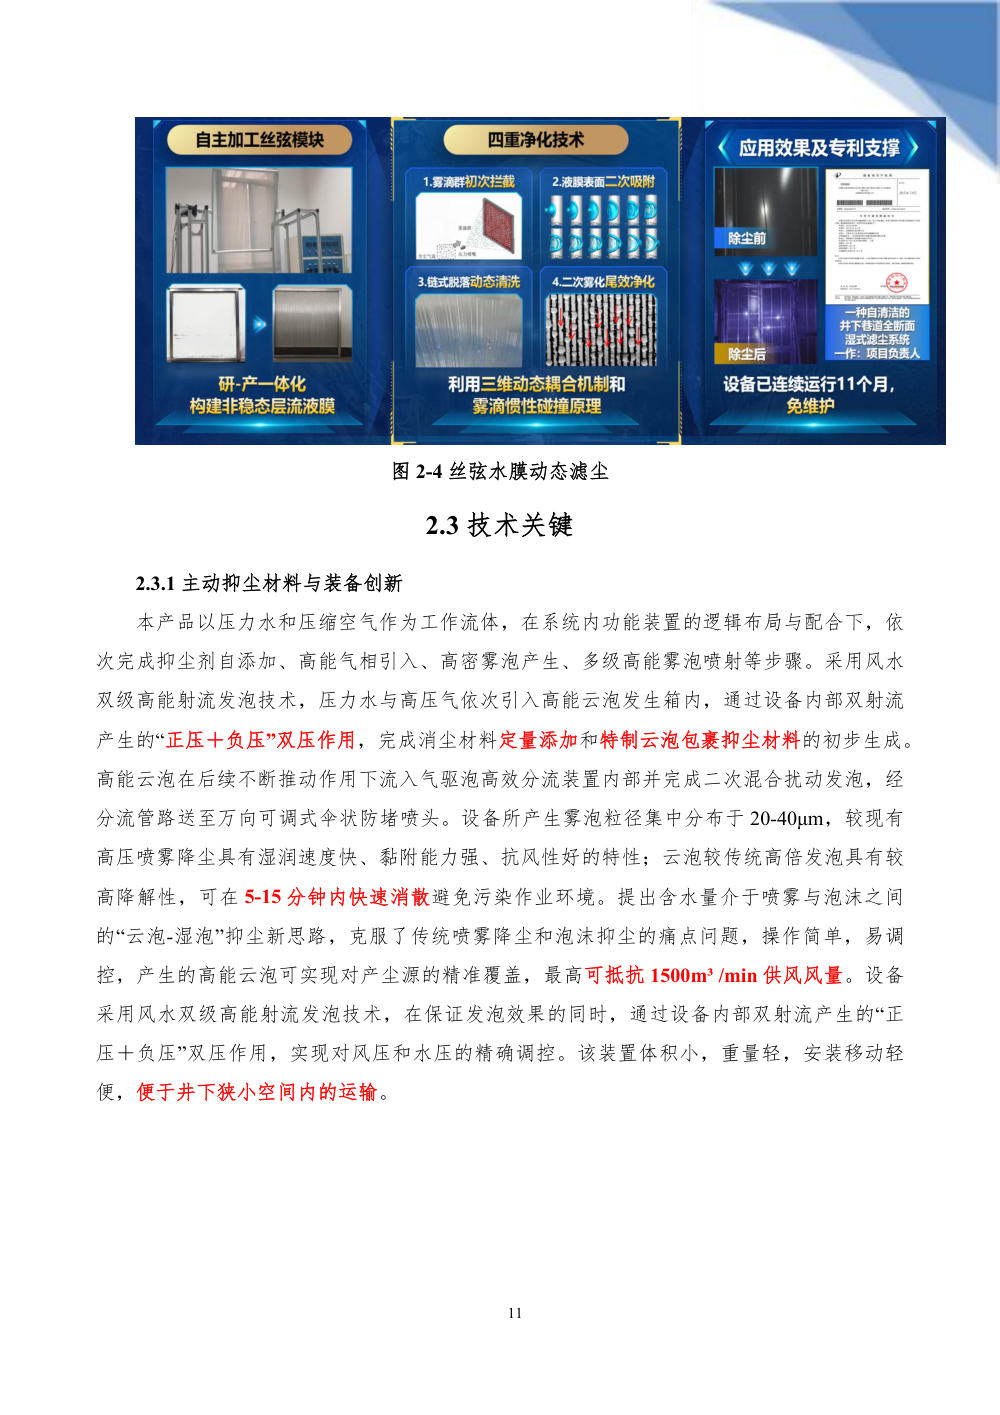 自主加工丝弦模块
研-产一体化
构建非稳态层流液膜
四重净化技术
1.雾滴群初次拦截
2.液膜表面二次吸附
3.链式脱落动态清洗
4.二次雾化尾效净化
利用三维动态耦合机制和
雾滴惯性碰撞原理
应用效果及专利支撑
除尘前
除尘后
一种自清洁的
井下巷道全断面
湿式滤尘系统
一作：项目负责人
设备已连续运行11个月，
免维护
图 2-4 丝弦水膜动态滤尘
2.3 技术关键
2.3.1 主动抑尘材料与装备创新
本产品以压力水和压缩空气作为工作流体，在系统内功能装置的逻辑布局与配合下，依
次完成抑尘剂自添加、高能气相引入、高密雾泡产生、多级高能雾泡喷射等步骤。采用风水
双级高能射流发泡技术，压力水与高压气依次引入高能云泡发生箱内，通过设备内部双射流
产生的“正压＋负压”双压作用，完成消尘材料定量添加和特制云泡包裹抑尘材料的初步生成。
高能云泡在后续不断推动作用下流入气驱泡高效分流装置内部并完成二次混合扰动发泡，经
分流管路送至万向可调式伞状防堵喷头。设备所产生雾泡粒径集中分布于 20-40μm，较现有
高压喷雾降尘具有湿润速度快、黏附能力强、抗风性好的特性；云泡较传统高倍发泡具有较
高降解性，可在 5-15 分钟内快速消散避免污染作业环境。提出含水量介于喷雾与泡沫之间
的“云泡-湿泡”抑尘新思路，克服了传统喷雾降尘和泡沫抑尘的痛点问题，操作简单，易调
控，产生的高能云泡可实现对产尘源的精准覆盖，最高可抵抗 1500m³ /min 供风风量。设备
采用风水双级高能射流发泡技术，在保证发泡效果的同时，通过设备内部双射流产生的“正
压＋负压”双压作用，实现对风压和水压的精确调控。该装置体积小，重量轻，安装移动轻
便，便于井下狭小空间内的运输。
11